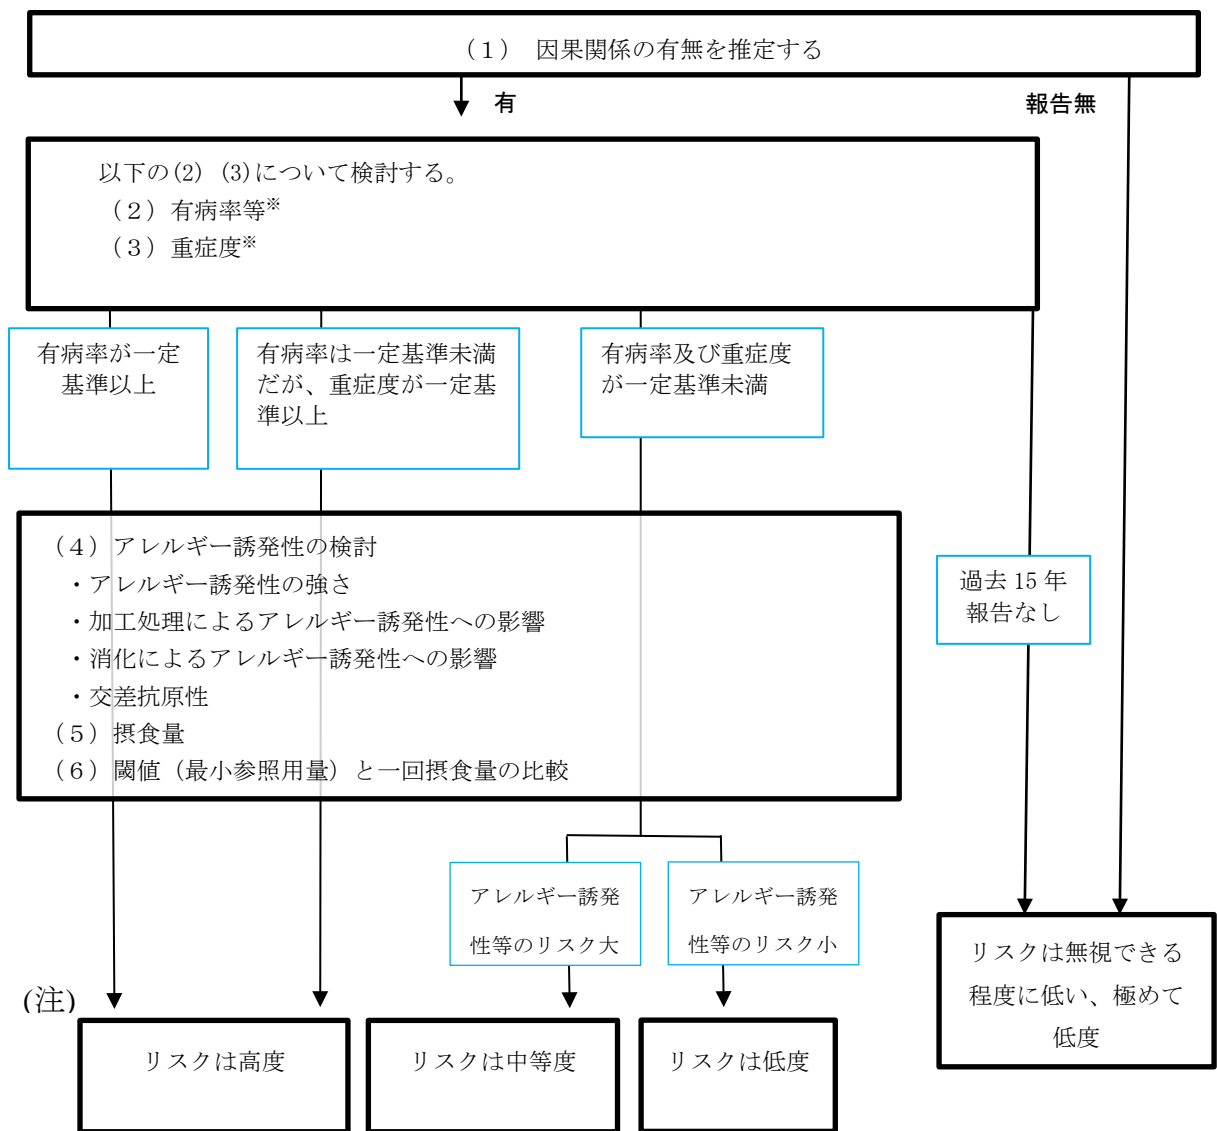 （１） 因果関係の有無を推定する
有
報告無
以下の(2) (3)について検討する。
（２）有病率等※
（３）重症度※
有病率が一定
基準以上
有病率は一定基準未満
だが、重症度が一定基
準以上
有病率及び重症度
が一定基準未満
（４）アレルギー誘発性の検討
・アレルギー誘発性の強さ
・加工処理によるアレルギー誘発性への影響
・消化によるアレルギー誘発性への影響
・交差抗原性
（５）摂食量
（６）閾値（最小参照用量）と一回摂食量の比較
過去 15 年
報告なし
アレルギー誘発
性等のリスク大
アレルギー誘発
性等のリスク小
リスクは無視できる
程度に低い、極めて
低度
(注)
リスクは高度
リスクは中等度
リスクは低度